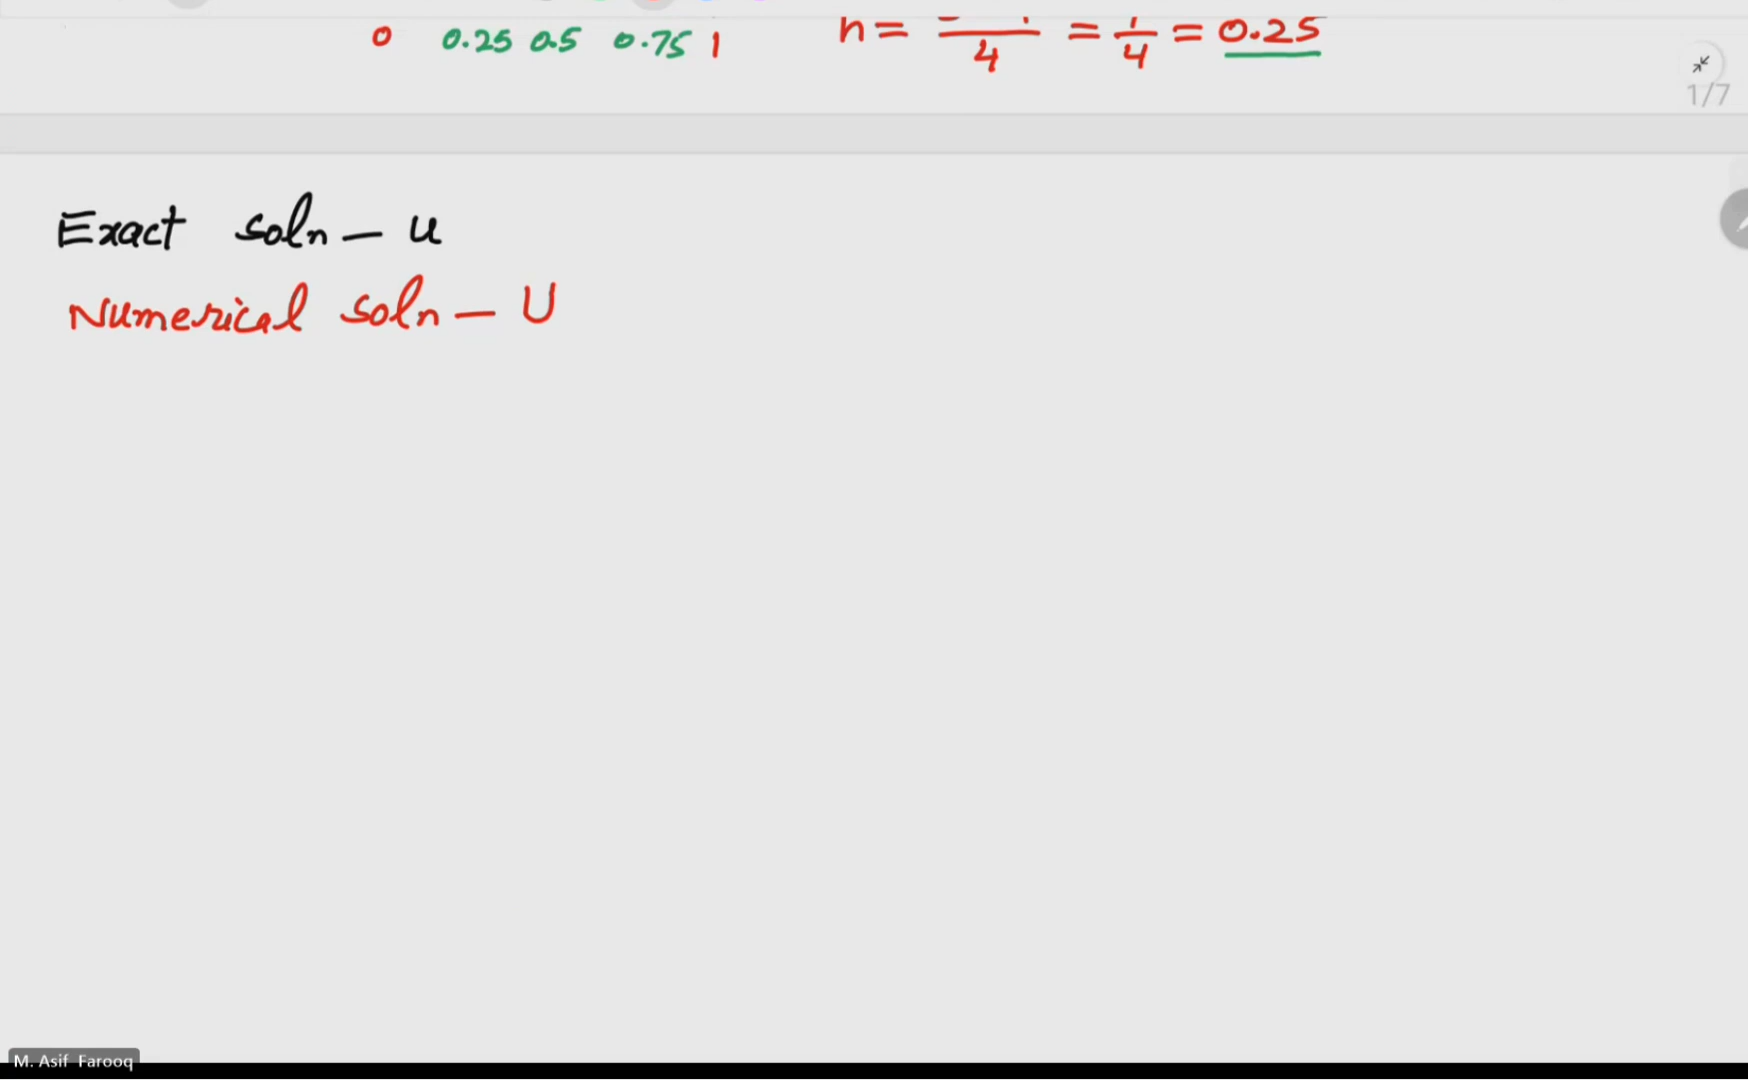 0 0.25 0.5 0.75 1 h = /4 = 1/4 = 0.25
1/7
Exact soln - u
Numerical soln - U
M. Asif Farooq